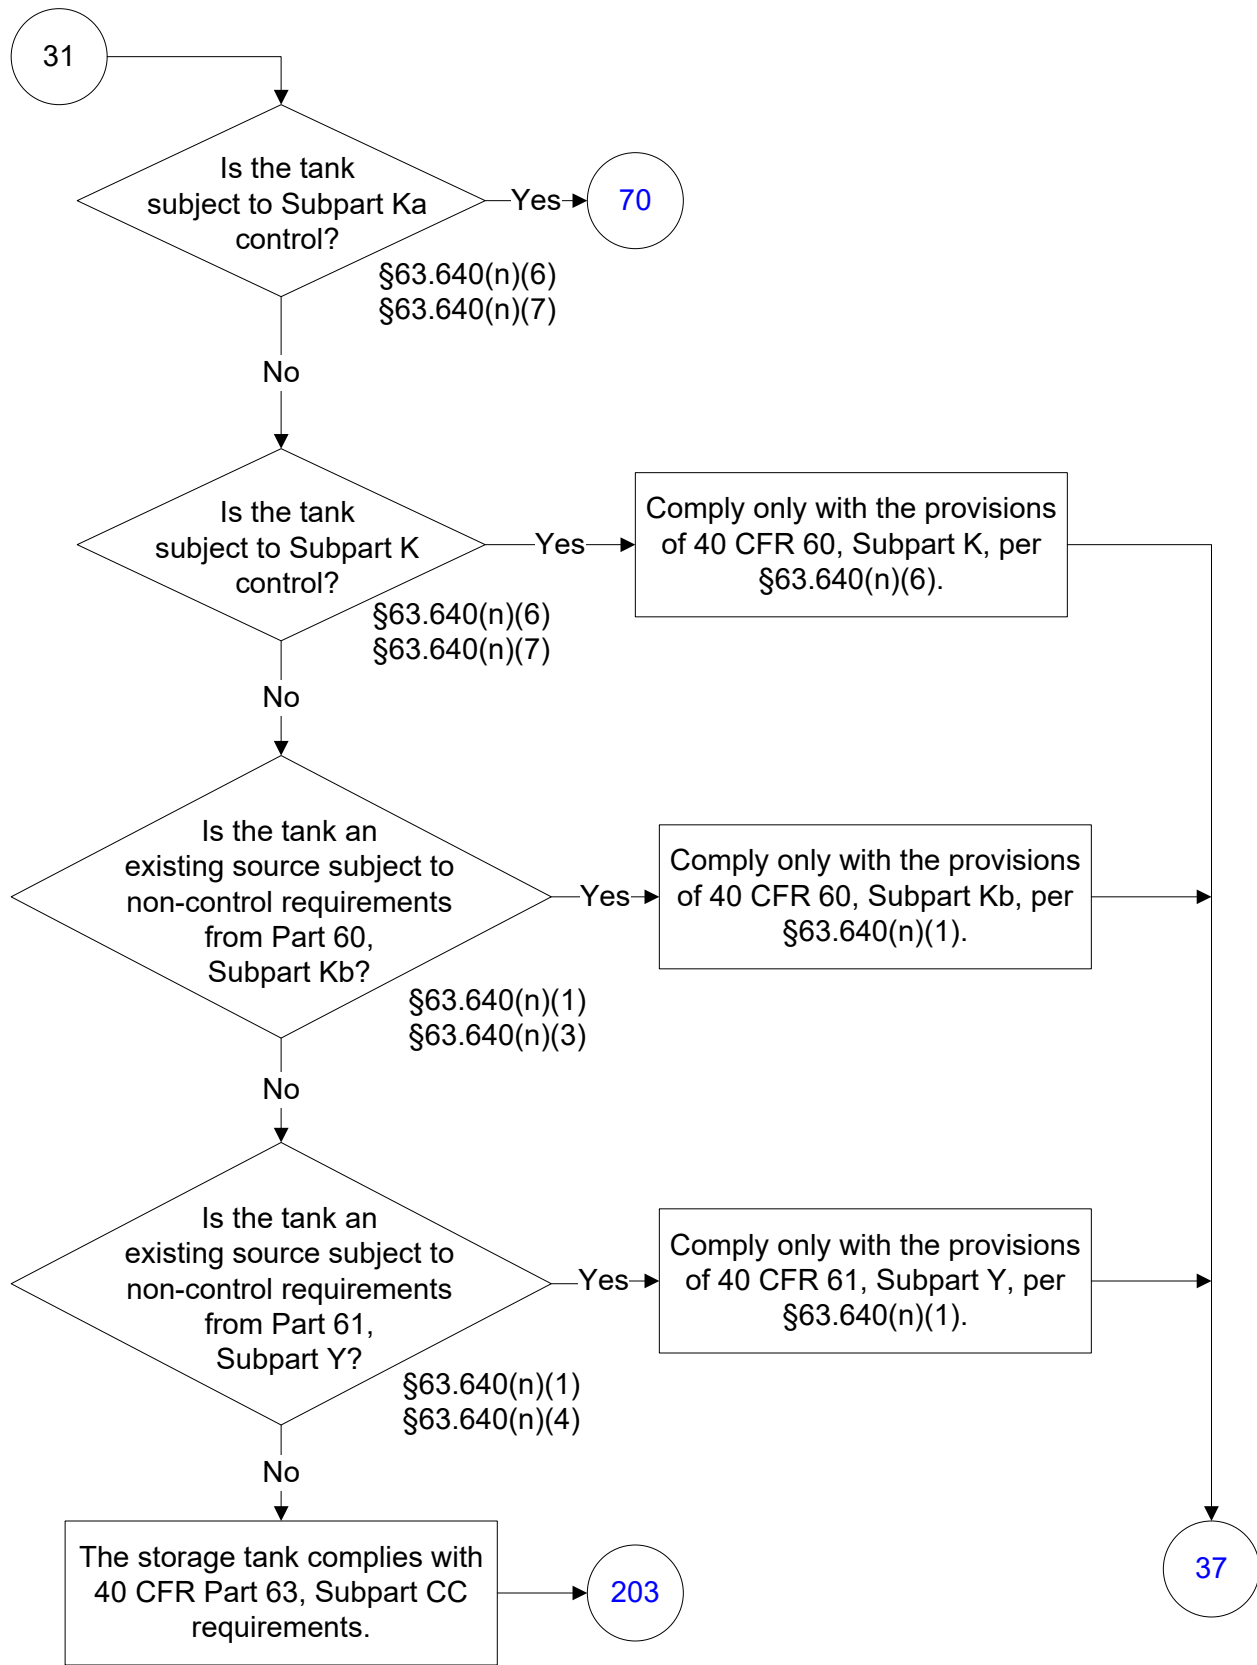 31
Is the tank
subject to Subpart Ka
control?
Yes
70
§63.640(n)(6)
§63.640(n)(7)
No
Is the tank
subject to Subpart K
control?
Yes
Comply only with the provisions
of 40 CFR 60, Subpart K, per
§63.640(n)(6).
§63.640(n)(6)
§63.640(n)(7)
No
Is the tank an
existing source subject to
non-control requirements
from Part 60,
Subpart Kb?
Yes
Comply only with the provisions
of 40 CFR 60, Subpart Kb, per
§63.640(n)(1).
§63.640(n)(1)
§63.640(n)(3)
No
Is the tank an
existing source subject to
non-control requirements
from Part 61,
Subpart Y?
Yes
Comply only with the provisions
of 40 CFR 61, Subpart Y, per
§63.640(n)(1).
§63.640(n)(1)
§63.640(n)(4)
No
The storage tank complies with
40 CFR Part 63, Subpart CC
requirements.
203
37